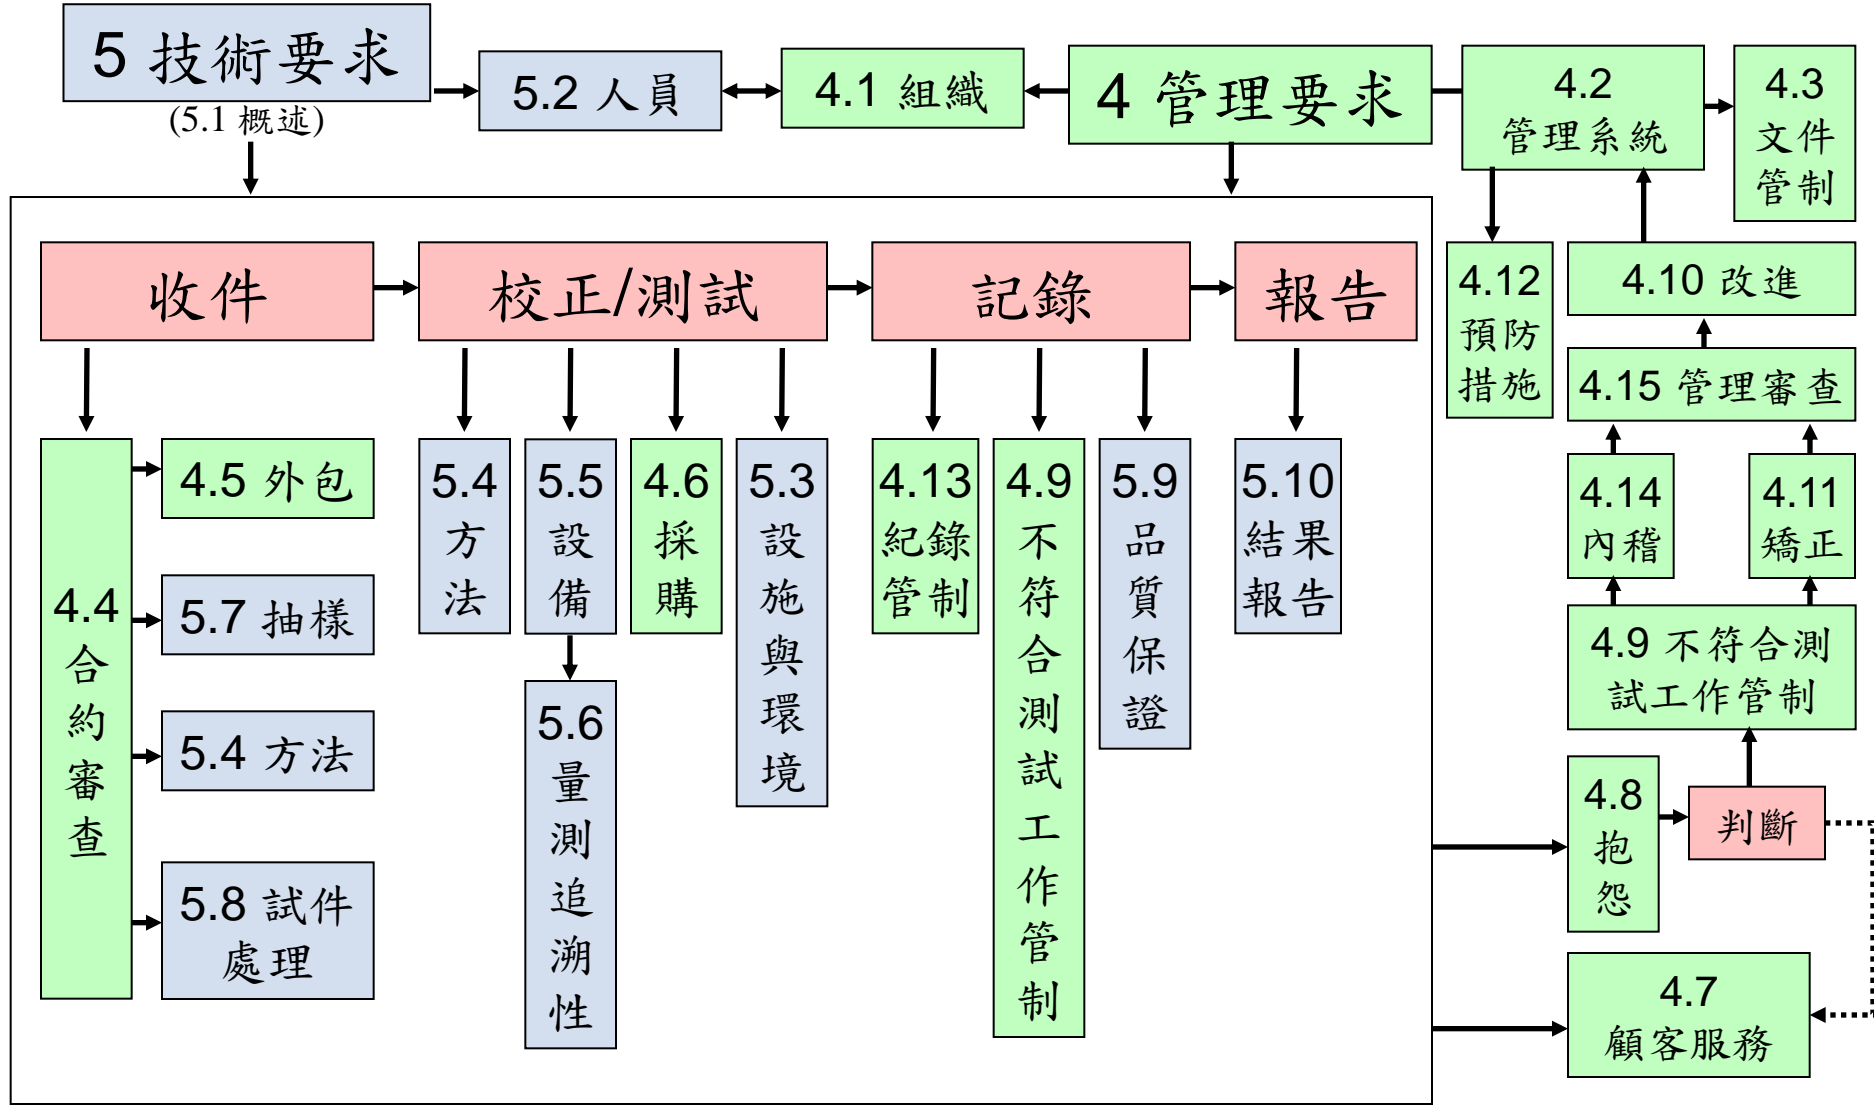 5 技術要求
(5.1 概述)
5.2 人員
4.1 組織
4 管理要求
4.2
管理系統
4.3
文件
管制
收件
校正/測試
記錄
報告
4.12
預防
措施
4.10 改進
4.15 管理審查
4.4
合
約
審
查
4.5 外包
5.7 抽樣
5.4 方法
5.8 試件
處理
5.4
方
法
5.5
設
備
5.6
量
測
追
溯
性
4.6
採
購
5.3
設
施
與
環
境
4.13
紀錄
管制
4.9
不
符
合
測
試
工
作
管
制
5.9
品
質
保
證
5.10
結果
報告
4.14
內稽
4.11
矯正
4.9 不符合測
試工作管制
4.8
抱
怨
判斷
4.7
顧客服務